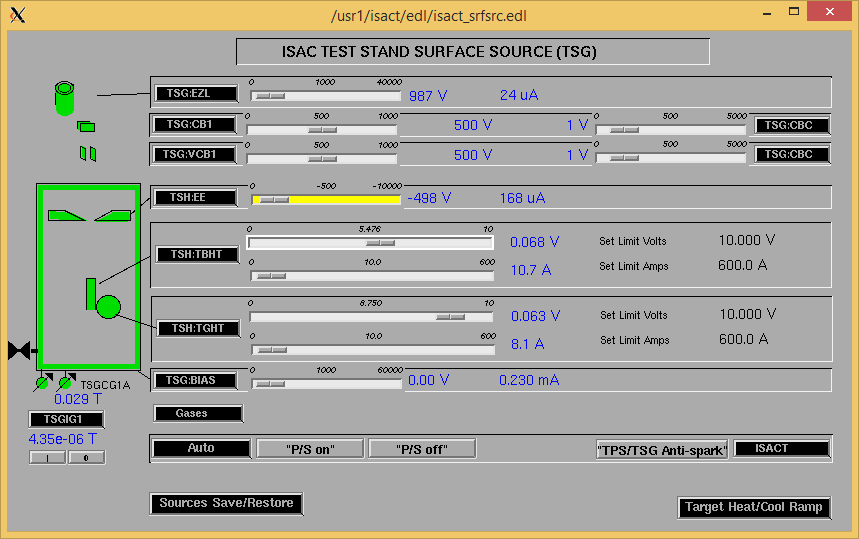 /usr1/isact/edl/isact_srfsrc.edl
ISAC TEST STAND SURFACE SOURCE (TSG)
0 1000 40000
TSG:EZL 987 V 24 uA
0 500 1000 0 500 5000
TSG:CB1 500 V 1 V TSG:CBC
0 500 1000 0 500 5000
TSG:VCB1 500 V 1 V TSG:CBC
0 -500 -10000
TSH:EE -498 V 168 uA
0 5.476 10
0.068 V Set Limit Volts 10.000 V
TSH:TBHT
0 10.0 600
10.7 A Set Limit Amps 600.0 A
0 8.750 10
0.063 V Set Limit Volts 10.000 V
TSH:TGHT
0 10.0 600
8.1 A Set Limit Amps 600.0 A
0 1000 60000
TSG:BIAS 0.00 V 0.230 mA
TSGCG1A
0.029 T
TSGIG1
4.35e-06 T
I 0
Gases
Auto "P/S on" "P/S off" "TPS/TSG Anti-spark" ISACT
Sources Save/Restore
Target Heat/Cool Ramp